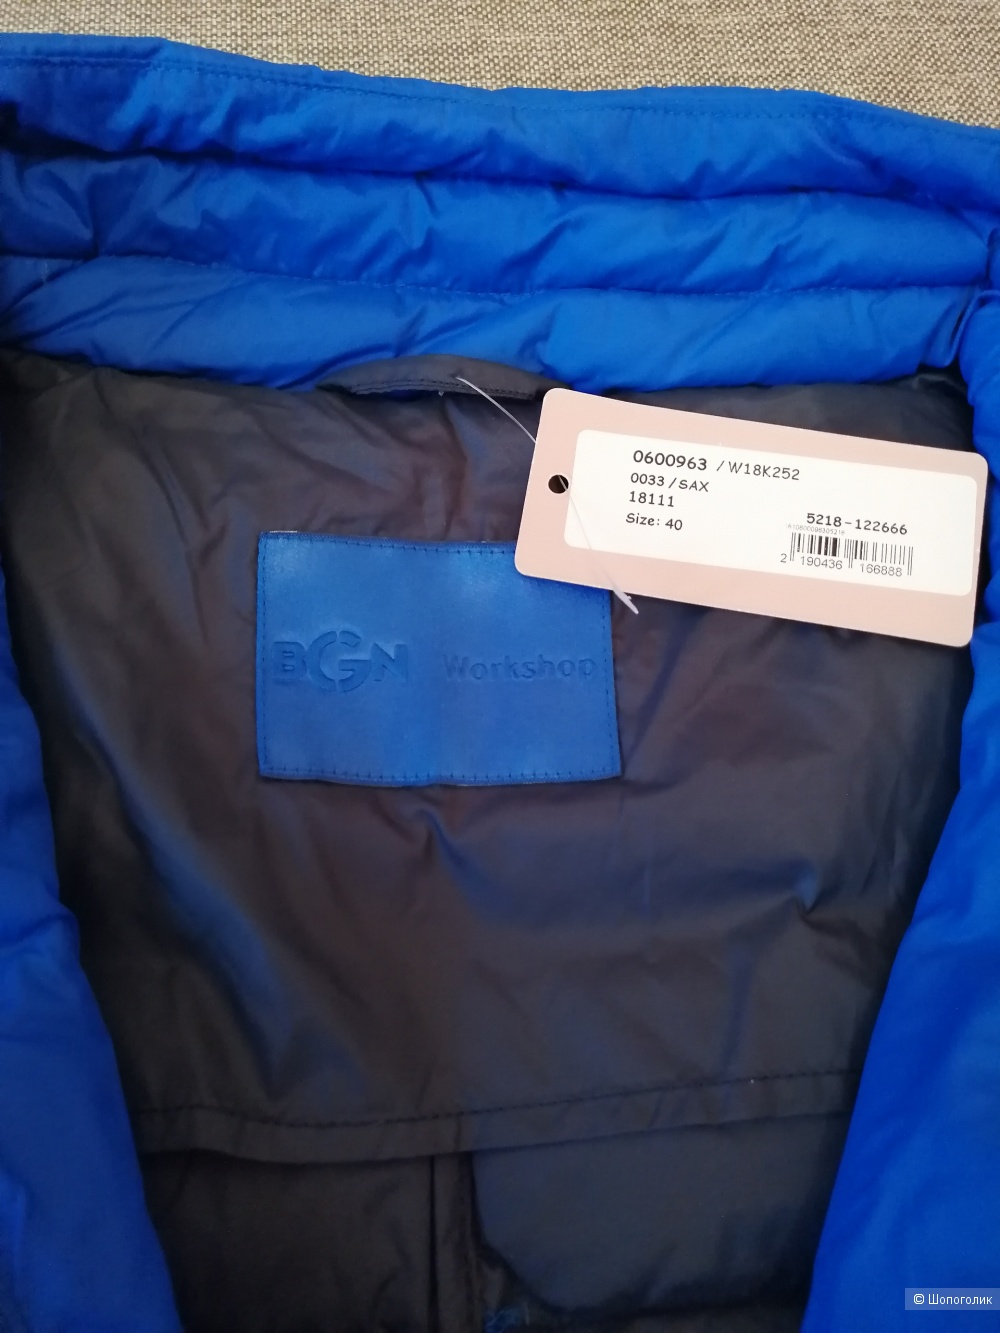 0600963 / W18K252
0033 / SAX
18111
Size: 40
5218-122666
2 190436 166888
BGN Workshop
© Шопоголик